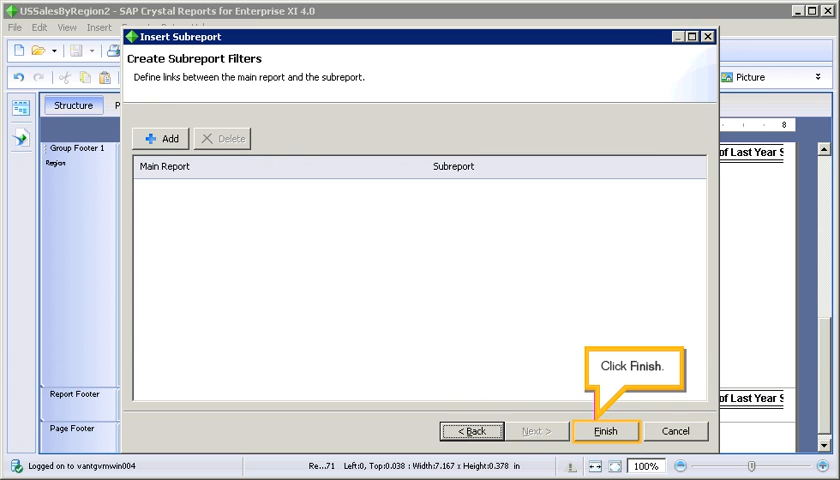 USSalesByRegion2 - SAP Crystal Reports for Enterprise XI 4.0
File Edit View Insert
Insert Subreport
Create Subreport Filters
Define links between the main report and the subreport.
Picture
Structure P
8
Add Delete
Group Footer 1
Region
of Last Year S
Main Report Subreport
Click Finish.
Report Footer
of Last Year S
Page Footer
< Back Next > Finish Cancel
Logged on to vantgvmwin004 Re...71 Left:0, Top:0.038 : Width:7.167 x Height:0.378 in 100%